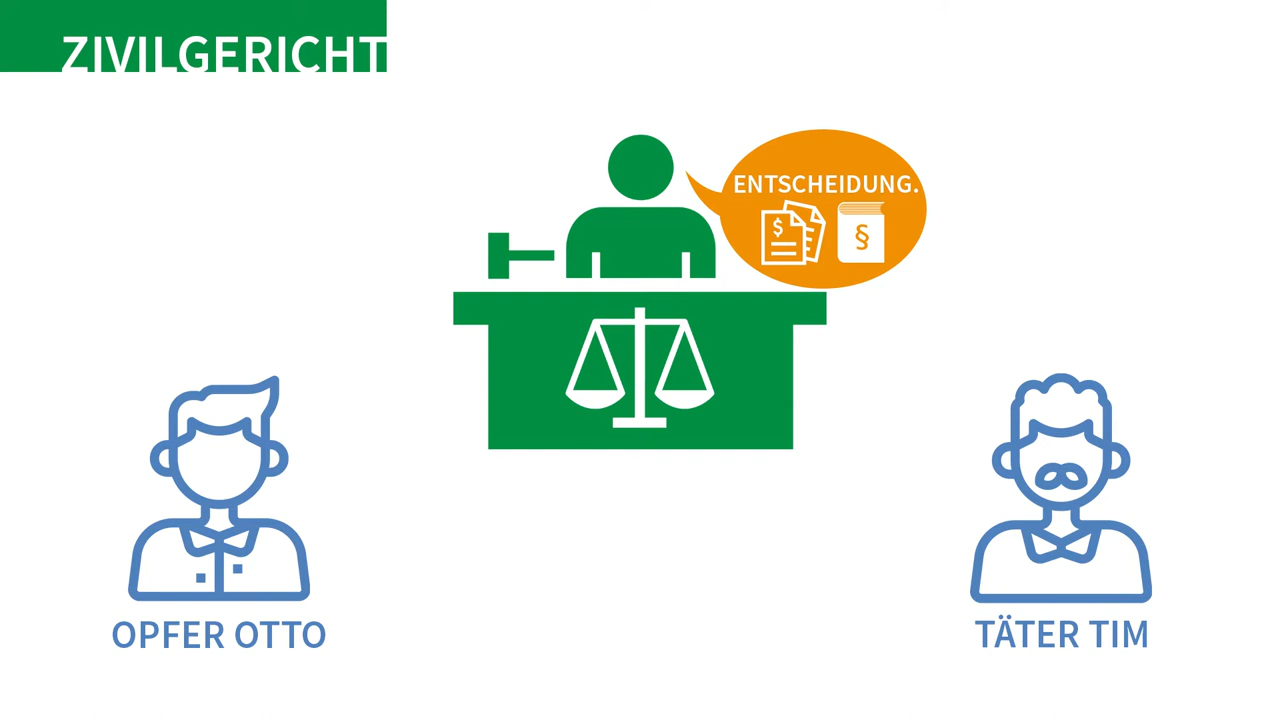 ZIVILGERICHT
ENTSCHEIDUNG.
$
§
OPFER OTTO
TÄTER TIM